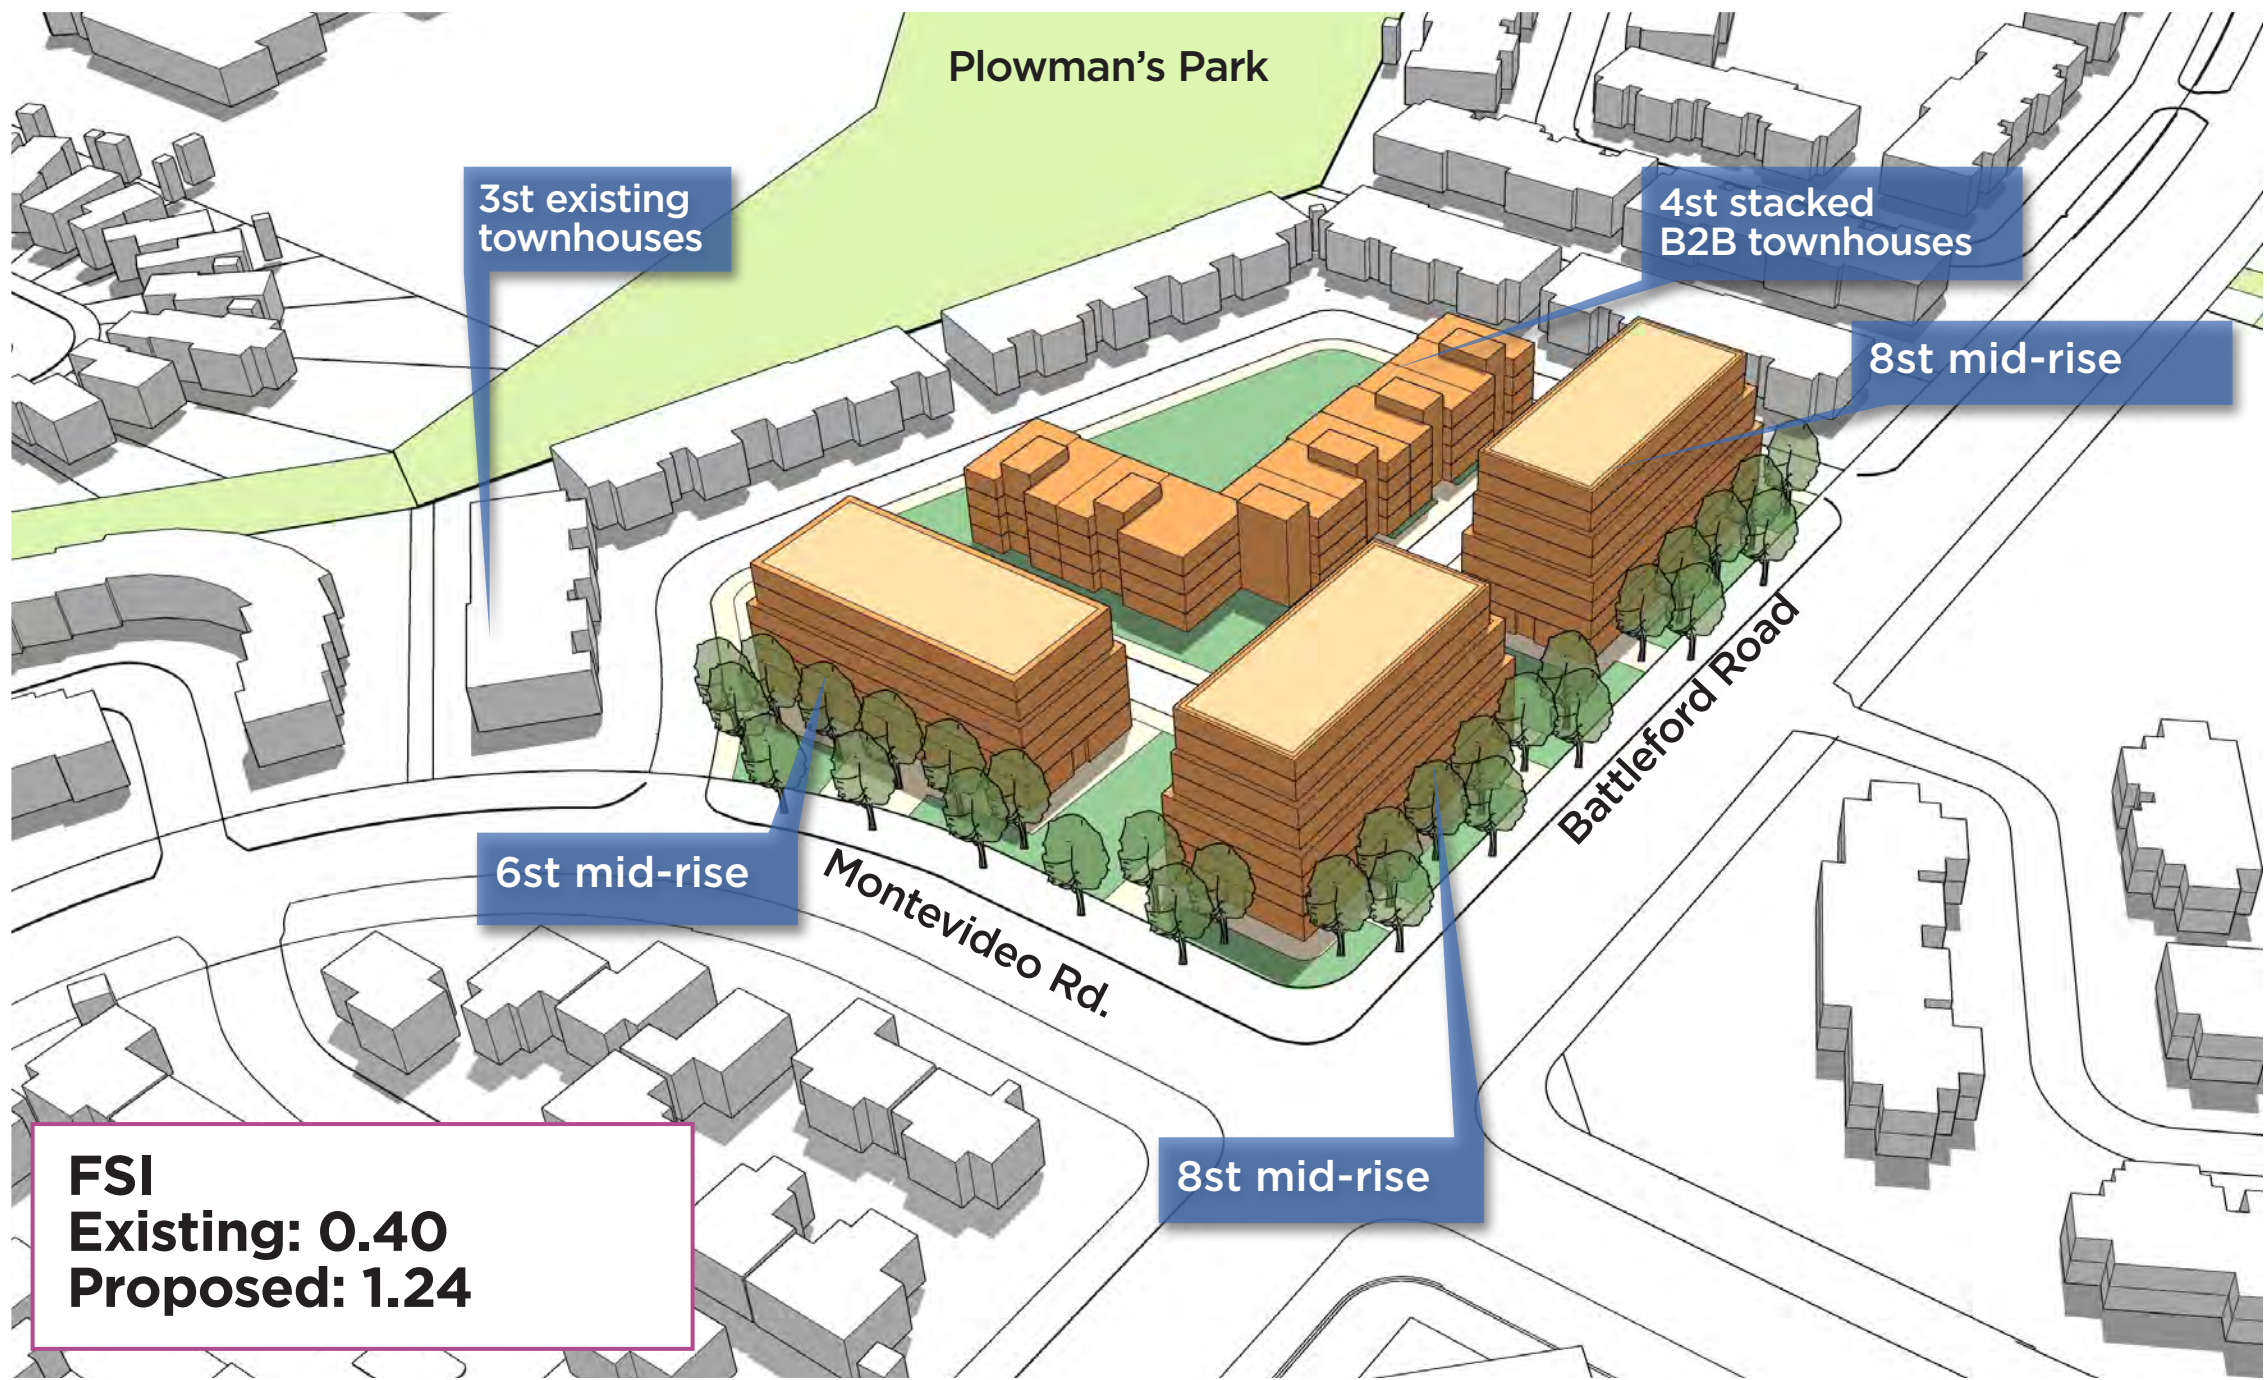 Plowman's Park
3st existing
townhouses
4st stacked
B2B townhouses
8st mid-rise
Battleford Road
6st mid-rise
Montevideo Rd.
8st mid-rise
FSI
Existing: 0.40
Proposed: 1.24